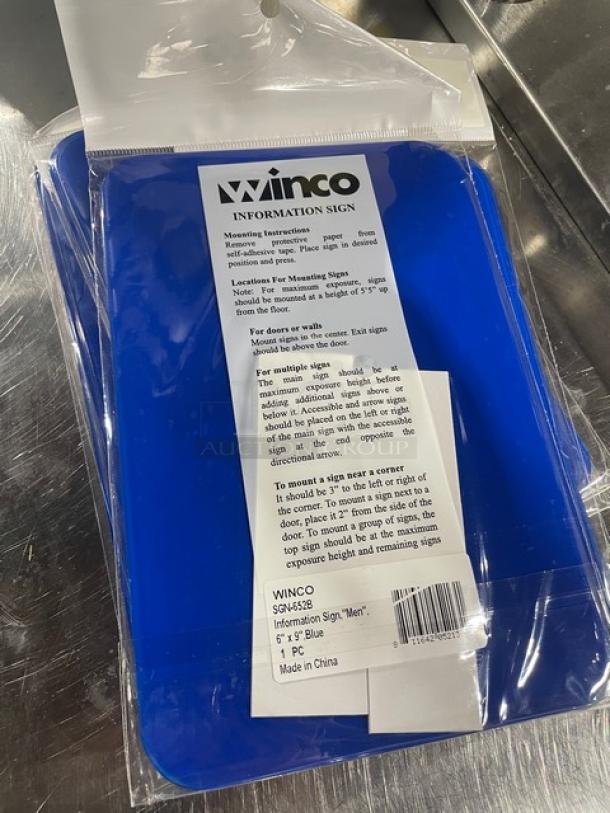 Winco
INFORMATION SIGN
Mounting Instructions
Remove protective paper from
self-adhesive tape. Place sign in desired
position and press.
Locations For Mounting Signs
Note: For maximum exposure, signs
should be mounted at a height of 5'5" up
from the floor.
For doors or walls
Mount signs in the center. Exit signs
should be above the door.
For multiple signs
The main sign should be at
maximum exposure height before
adding additional signs above or
below it. Accessible and arrow signs
should be placed on the left or right
of the main sign with the accessible
sign at the end opposite the
directional arrow.
To mount a sign near a corner
It should be 3" to the left or right of
the corner. To mount a sign next to a
door, place it 2" from the side of the
door. To mount a group of signs, the
top sign should be at the maximum
exposure height and remaining signs
WINCO
SGN-652B
Information Sign,"Men".
6" x 9",Blue
1 PC
Made in China
AUCTION GROUP